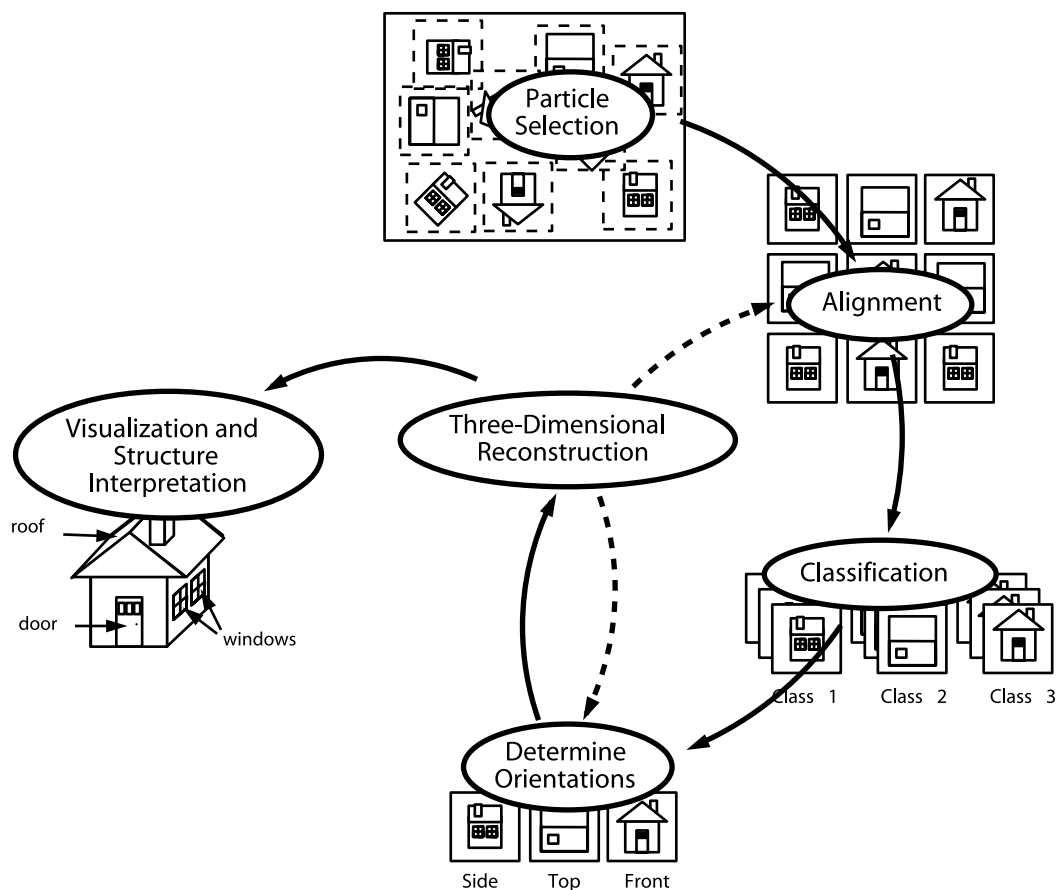 Particle
Selection
Alignment
Three-Dimensional
Reconstruction
Visualization and
Structure
Interpretation
roof
door
windows
Classification
Class 1
Class 2
Class 3
Determine
Orientations
Side
Top
Front